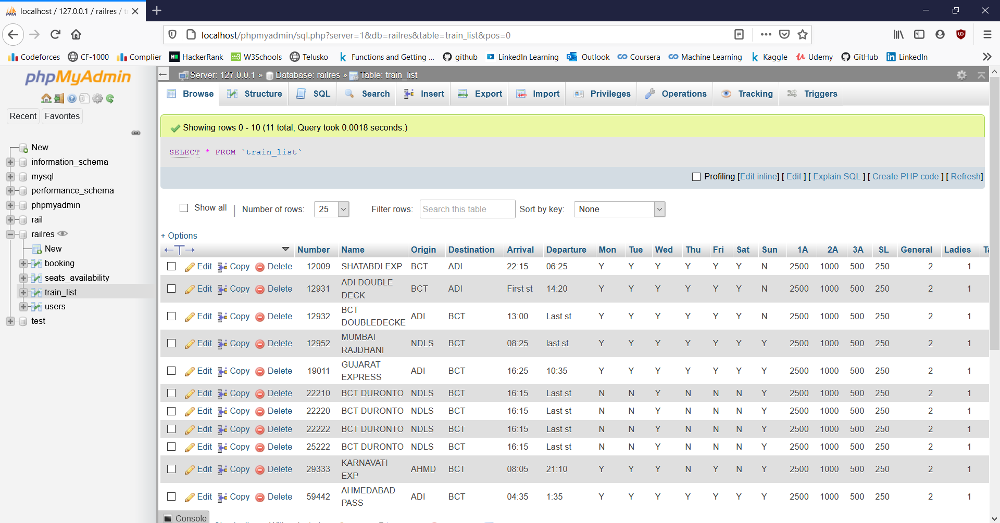 localhost / 127.0.0.1 / railres / t
localhost/phpmyadmin/sql.php?server=1&db=railres&table=train_list&pos=0
Codeforces CF-1000 Complier HackerRank W3Schools Telusko Functions and Getting ... github LinkedIn Learning Outlook Coursera Machine Learning Kaggle Udemy GitHub LinkedIn
phpMyAdmin
Recent Favorites
New
information_schema
mysql
performance_schema
phpmyadmin
rail
railres
New
booking
seats_availability
train_list
users
test
Server: 127.0.0.1 » Database: railres » Table: train_list
Browse Structure SQL Search Insert Export Import Privileges Operations Tracking Triggers
Showing rows 0 - 10 (11 total, Query took 0.0018 seconds.)
SELECT * FROM `train_list`
Profiling [Edit inline] [ Edit ] [ Explain SQL ] [ Create PHP code ] [ Refresh]
Show all | Number of rows: 25 Filter rows: Search this table Sort by key: None
+ Options
←T→ Number Name Origin Destination Arrival Departure Mon Tue Wed Thu Fri Sat Sun 1A 2A 3A SL General Ladies
Edit Copy Delete 12009 SHATABDI EXP BCT ADI 22:15 06:25 Y Y Y Y Y Y N 2500 1000 500 250 2 1
Edit Copy Delete 12931 ADI DOUBLE DECK BCT ADI First st 14:20 Y Y Y Y Y Y N 2500 1000 500 250 2 1
Edit Copy Delete 12932 BCT DOUBLEDECKE ADI BCT 13:00 Last st Y Y Y Y Y Y N 2500 1000 500 250 2 1
Edit Copy Delete 12952 MUMBAI RAJDHANI NDLS BCT 08:25 last st Y Y Y Y Y Y Y 2500 1000 500 250 2 1
Edit Copy Delete 19011 GUJARAT EXPRESS ADI BCT 16:25 10:35 Y Y Y Y Y Y Y 2500 1000 500 250 2 1
Edit Copy Delete 22210 BCT DURONTO NDLS BCT 16:15 Last st N N Y N N N Y 2500 1000 500 250 2 1
Edit Copy Delete 22220 BCT DURONTO NDLS BCT 16:15 Last st N N Y N N N Y 2500 1000 500 250 2 1
Edit Copy Delete 22222 BCT DURONTO NDLS BCT 16:15 Last st N N Y N N N Y 2500 1000 500 250 2 1
Edit Copy Delete 25222 BCT DURONTO NDLS BCT 16:15 Last st N N Y N N N Y 2500 1000 500 250 2 1
Edit Copy Delete 29333 KARNAVATI EXP AHMD BCT 08:05 21:10 Y Y Y N Y N Y 2500 1000 500 250 2 1
Edit Copy Delete 59442 AHMEDABAD PASS ADI BCT 04:35 1:35 Y Y Y Y Y Y Y 2500 1000 500 250 2 1
Console